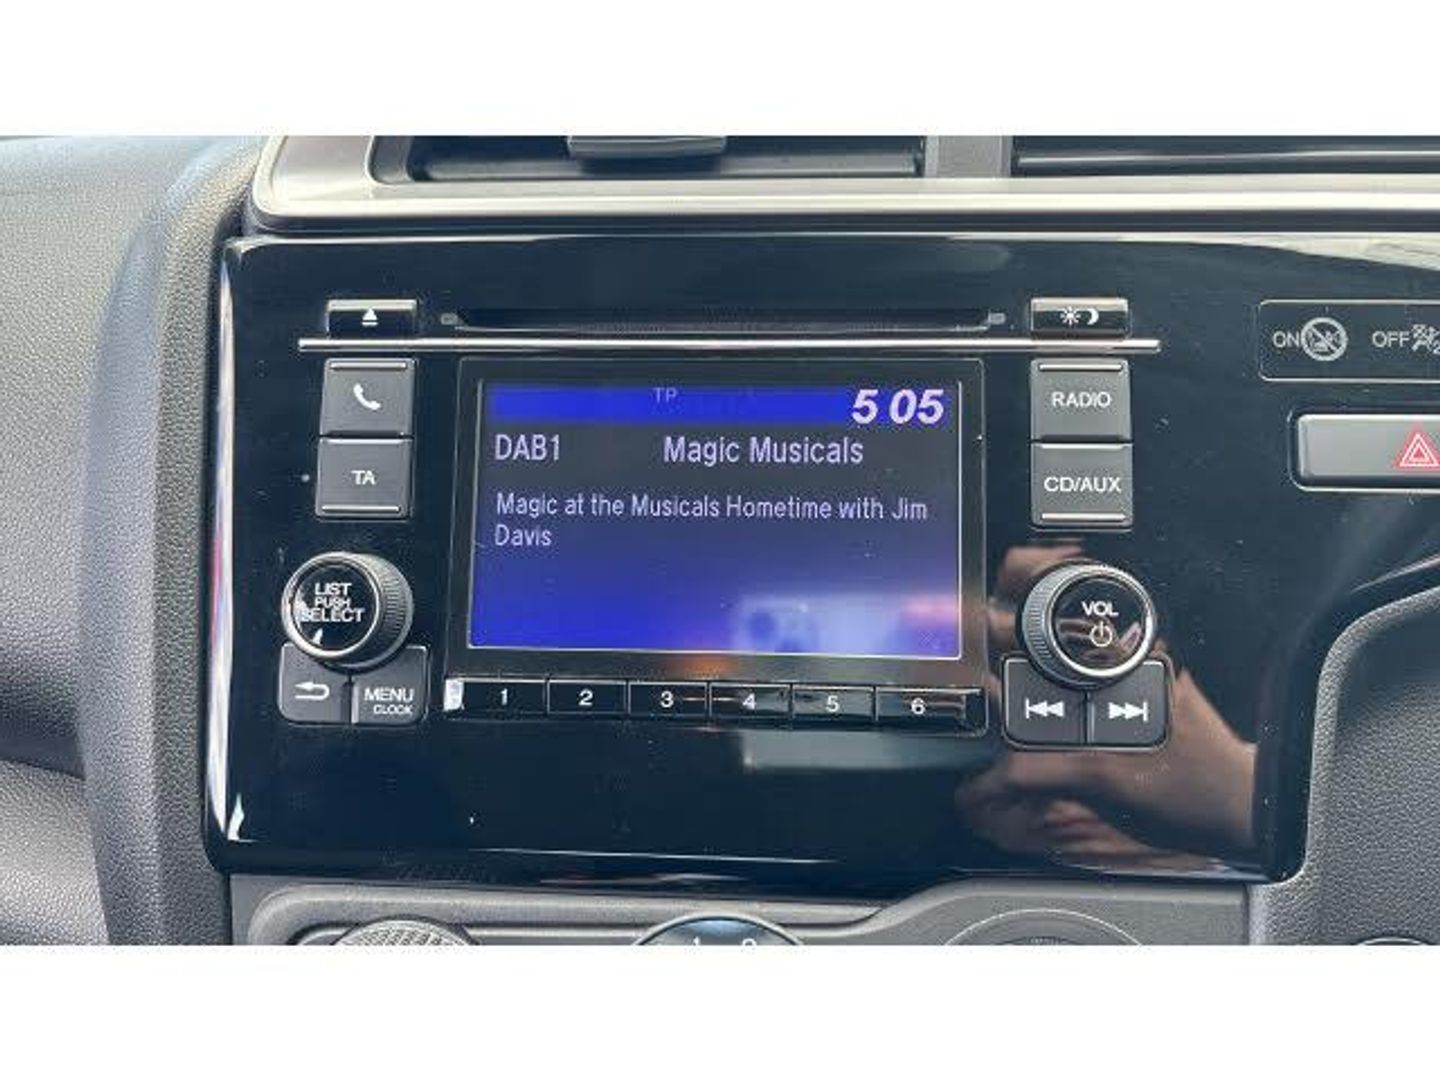 TP
5 05
DAB1 Magic Musicals
Magic at the Musicals Hometime with Jim
Davis
RADIO
TA
CD/AUX
ON
OFF
LIST
PUSH
SELECT
VOL
MENU
CLOCK
1 2 3 4 5 6